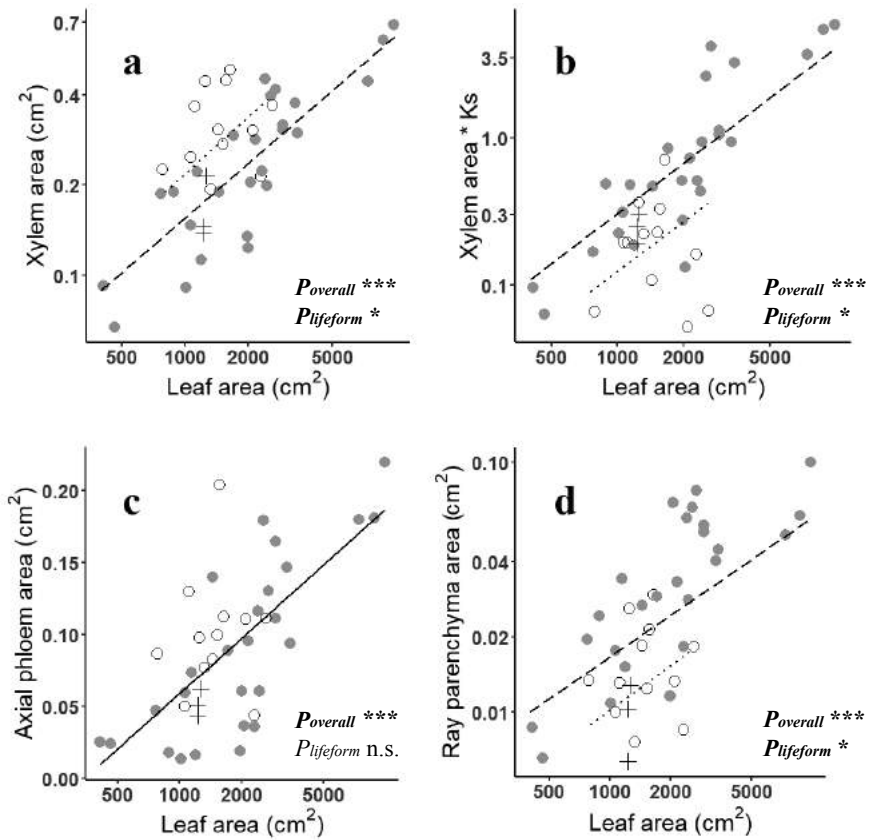 a
Xylem area (cm²)
0.7
0.4
0.2
0.1
500 1000 2000 5000
Leaf area (cm²)
Poverall ***
Plifeform *
b
Xylem area * Ks
3.5
1.0
0.3
0.1
500 1000 2000 5000
Leaf area (cm²)
Poverall ***
Plifeform *
c
Axial phloem area (cm²)
0.20
0.15
0.10
0.05
0.00
500 1000 2000 5000
Leaf area (cm²)
Poverall ***
Plifeform n.s.
d
Ray parenchyma area (cm²)
0.10
0.04
0.02
0.01
500 1000 2000 5000
Leaf area (cm²)
Poverall ***
Plifeform *